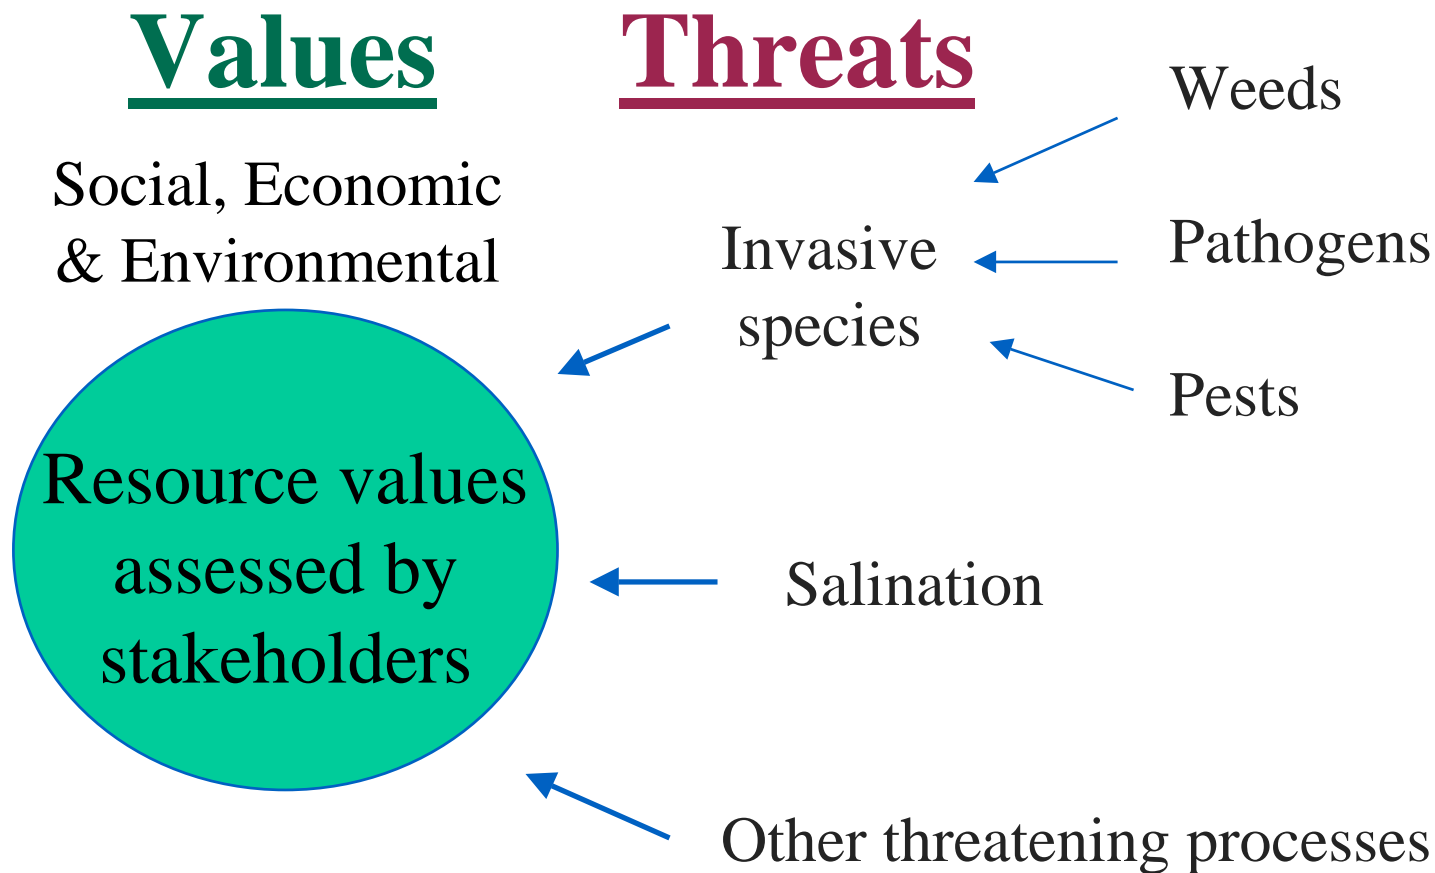 Values
Threats
Social, Economic
& Environmental
Resource values
assessed by
stakeholders
Invasive
species
Weeds
Pathogens
Pests
Salination
Other threatening processes